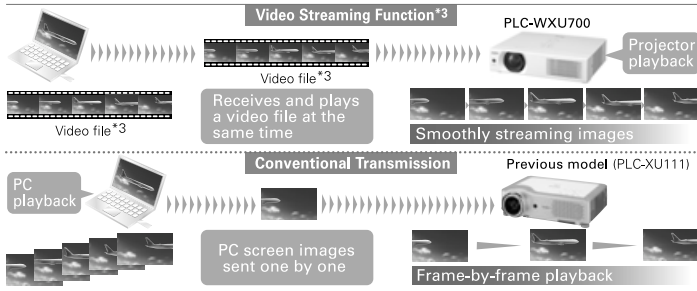 Video Streaming Function*3
PLC-WXU700
Projector
playback
Video file*3
Video file*3
Receives and plays
a video file at the
same time
Smoothly streaming images
Conventional Transmission
Previous model (PLC-XU111)
PC
playback
PC screen images
sent one by one
Frame-by-frame playback